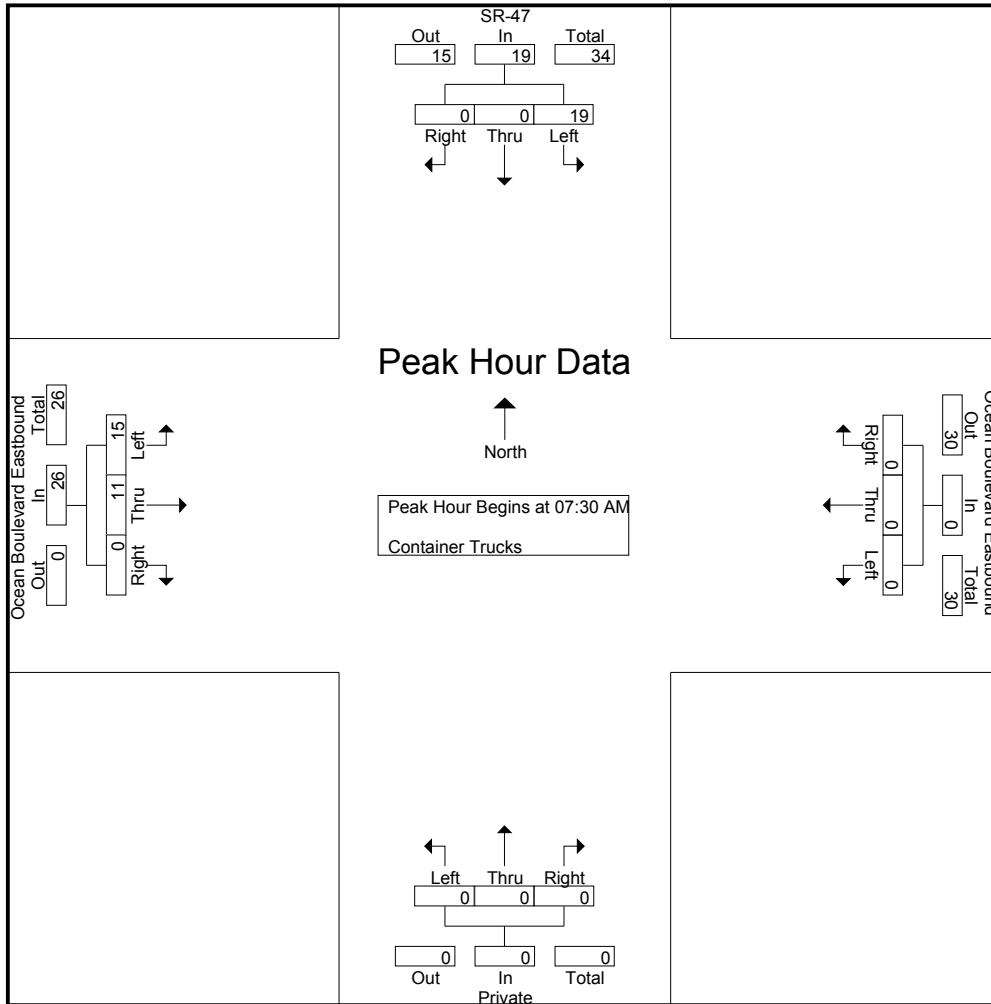 SR-47
Out In Total
15 19 34
0 0 19
Right Thru Left
Peak Hour Data
North
Peak Hour Begins at 07:30 AM
Container Trucks
Ocean Boulevard Eastbound
Total In Out
26 26 0
15 11 0
Left Thru Right
Ocean Boulevard Eastbound
Out In Total
30 0 30
0 0 0
Right Thru Left
Left Thru Right
0 0 0
0 0 0
Out In Total
Private